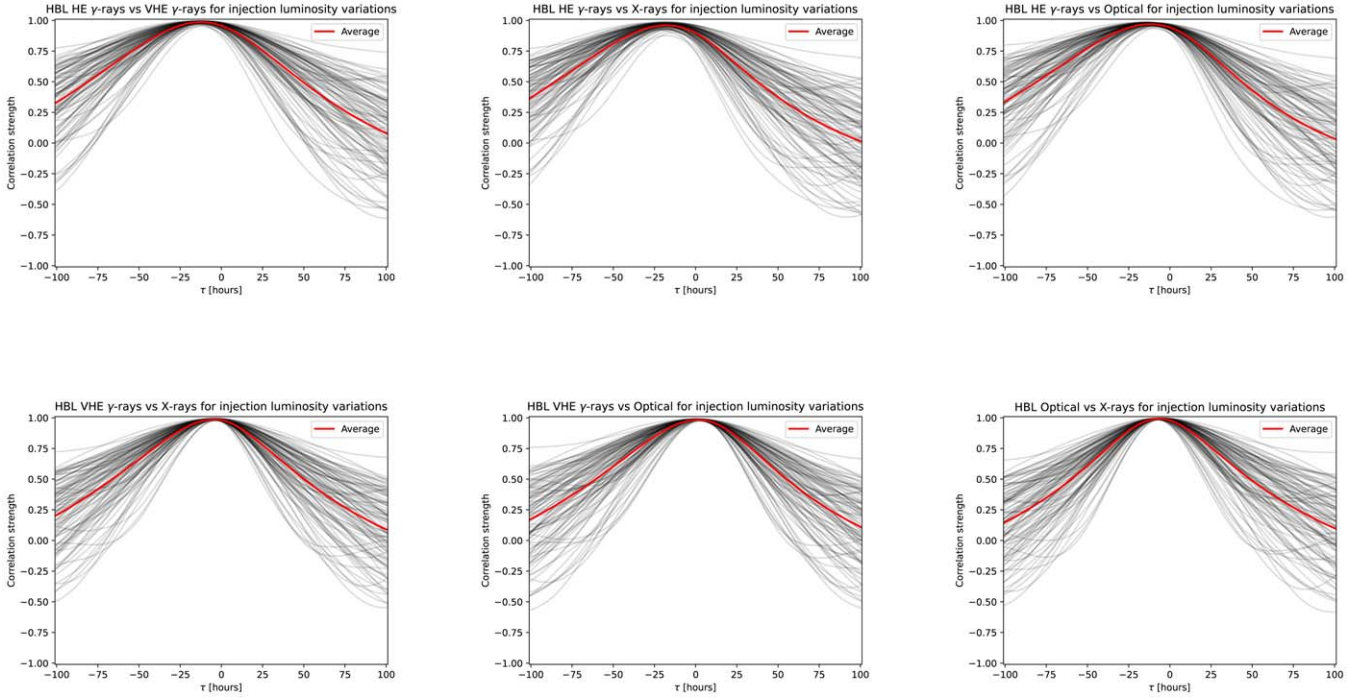 HBL HE γ-rays vs VHE γ-rays for injection luminosity variations
Average
Correlation strength
1.00
0.75
0.50
0.25
0.00
−0.25
−0.50
−0.75
−1.00
−100 −75 −50 −25 0 25 50 75 100
τ [hours]
HBL HE γ-rays vs X-rays for injection luminosity variations
Average
Correlation strength
1.00
0.75
0.50
0.25
0.00
−0.25
−0.50
−0.75
−1.00
−100 −75 −50 −25 0 25 50 75 100
τ [hours]
HBL HE γ-rays vs Optical for injection luminosity variations
Average
Correlation strength
1.00
0.75
0.50
0.25
0.00
−0.25
−0.50
−0.75
−1.00
−100 −75 −50 −25 0 25 50 75 100
τ [hours]
HBL VHE γ-rays vs X-rays for injection luminosity variations
Average
Correlation strength
1.00
0.75
0.50
0.25
0.00
−0.25
−0.50
−0.75
−1.00
−100 −75 −50 −25 0 25 50 75 100
τ [hours]
HBL VHE γ-rays vs Optical for injection luminosity variations
Average
Correlation strength
1.00
0.75
0.50
0.25
0.00
−0.25
−0.50
−0.75
−1.00
−100 −75 −50 −25 0 25 50 75 100
τ [hours]
HBL Optical vs X-rays for injection luminosity variations
Average
Correlation strength
1.00
0.75
0.50
0.25
0.00
−0.25
−0.50
−0.75
−1.00
−100 −75 −50 −25 0 25 50 75 100
τ [hours]